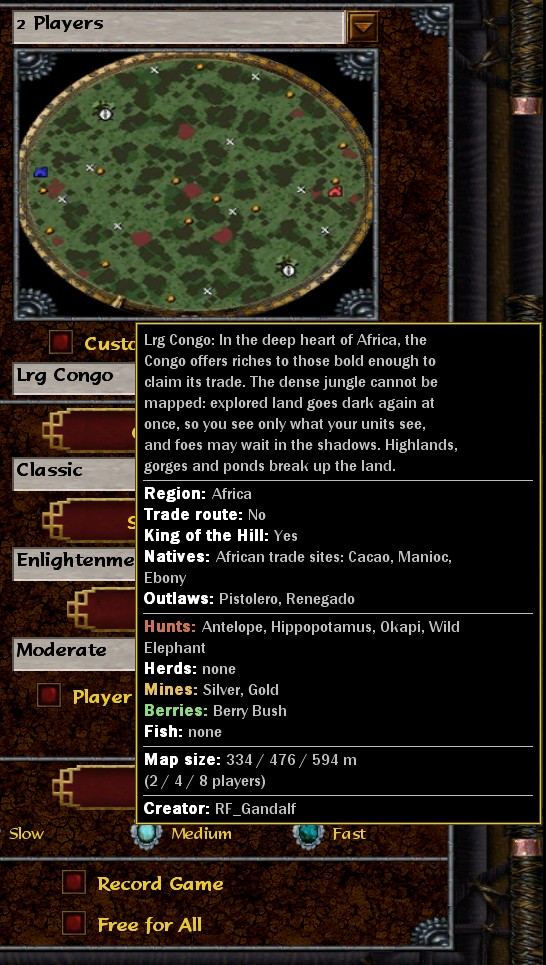 2 Players
Custo
Lrg Congo
Classic
Enlightenme
Moderate
Player
Lrg Congo: In the deep heart of Africa, the
Congo offers riches to those bold enough to
claim its trade. The dense jungle cannot be
mapped: explored land goes dark again at
once, so you see only what your units see,
and foes may wait in the shadows. Highlands,
gorges and ponds break up the land.
Region: Africa
Trade route: No
King of the Hill: Yes
Natives: African trade sites: Cacao, Manioc,
Ebony
Outlaws: Pistolero, Renegado
Hunts: Antelope, Hippopotamus, Okapi, Wild
Elephant
Herds: none
Mines: Silver, Gold
Berries: Berry Bush
Fish: none
Map size: 334 / 476 / 594 m
(2 / 4 / 8 players)
Creator: RF_Gandalf
Slow Medium Fast
Record Game
Free for All